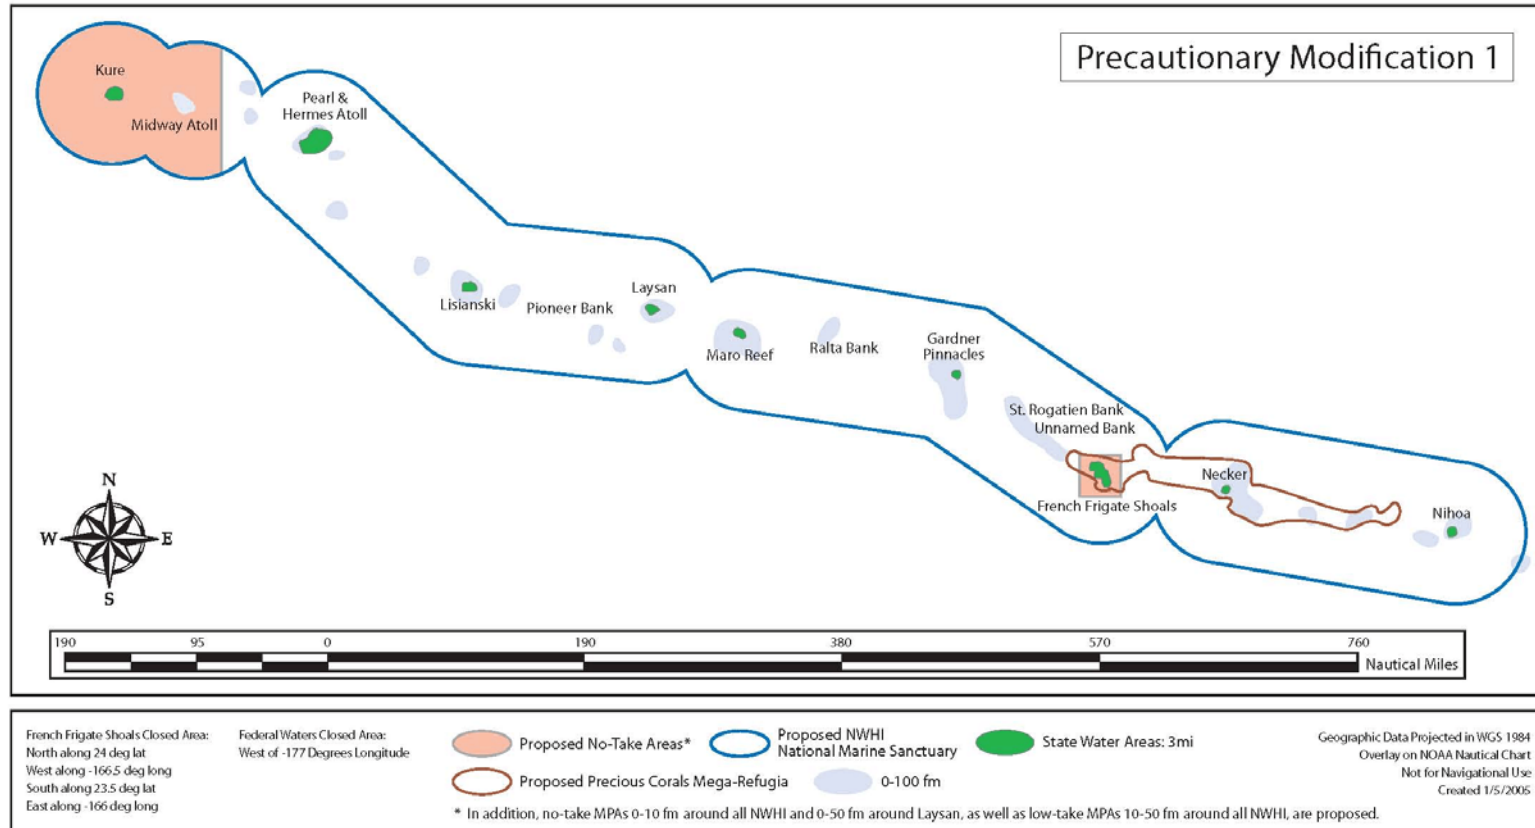 Precautionary Modification 1
Kure
Midway Atoll
Pearl &
Hermes Atoll
Lisianski
Pioneer Bank
Laysan
Maro Reef
Ralta Bank
Gardner
Pinnacles
St. Rogatien Bank
Unnamed Bank
French Frigate Shoals
Necker
Nihoa
N
W
E
S
190
95
0
190
380
570
760
Nautical Miles
French Frigate Shoals Closed Area:
North along 24 deg lat
West along -166.5 deg long
South along 23.5 deg lat
East along -166 deg long
Federal Waters Closed Area:
West of -177 Degrees Longitude
Proposed No-Take Areas*
Proposed NWHI
National Marine Sanctuary
State Water Areas: 3mi
Proposed Precious Corals Mega-Refugia
0-100 fm
* In addition, no-take MPAs 0-10 fm around all NWHI and 0-50 fm around Laysan, as well as low-take MPAs 10-50 fm around all NWHI, are proposed.
Geographic Data Projected in WGS 1984
Overlay on NOAA Nautical Chart
Not for Navigational Use
Created 1/5/2005